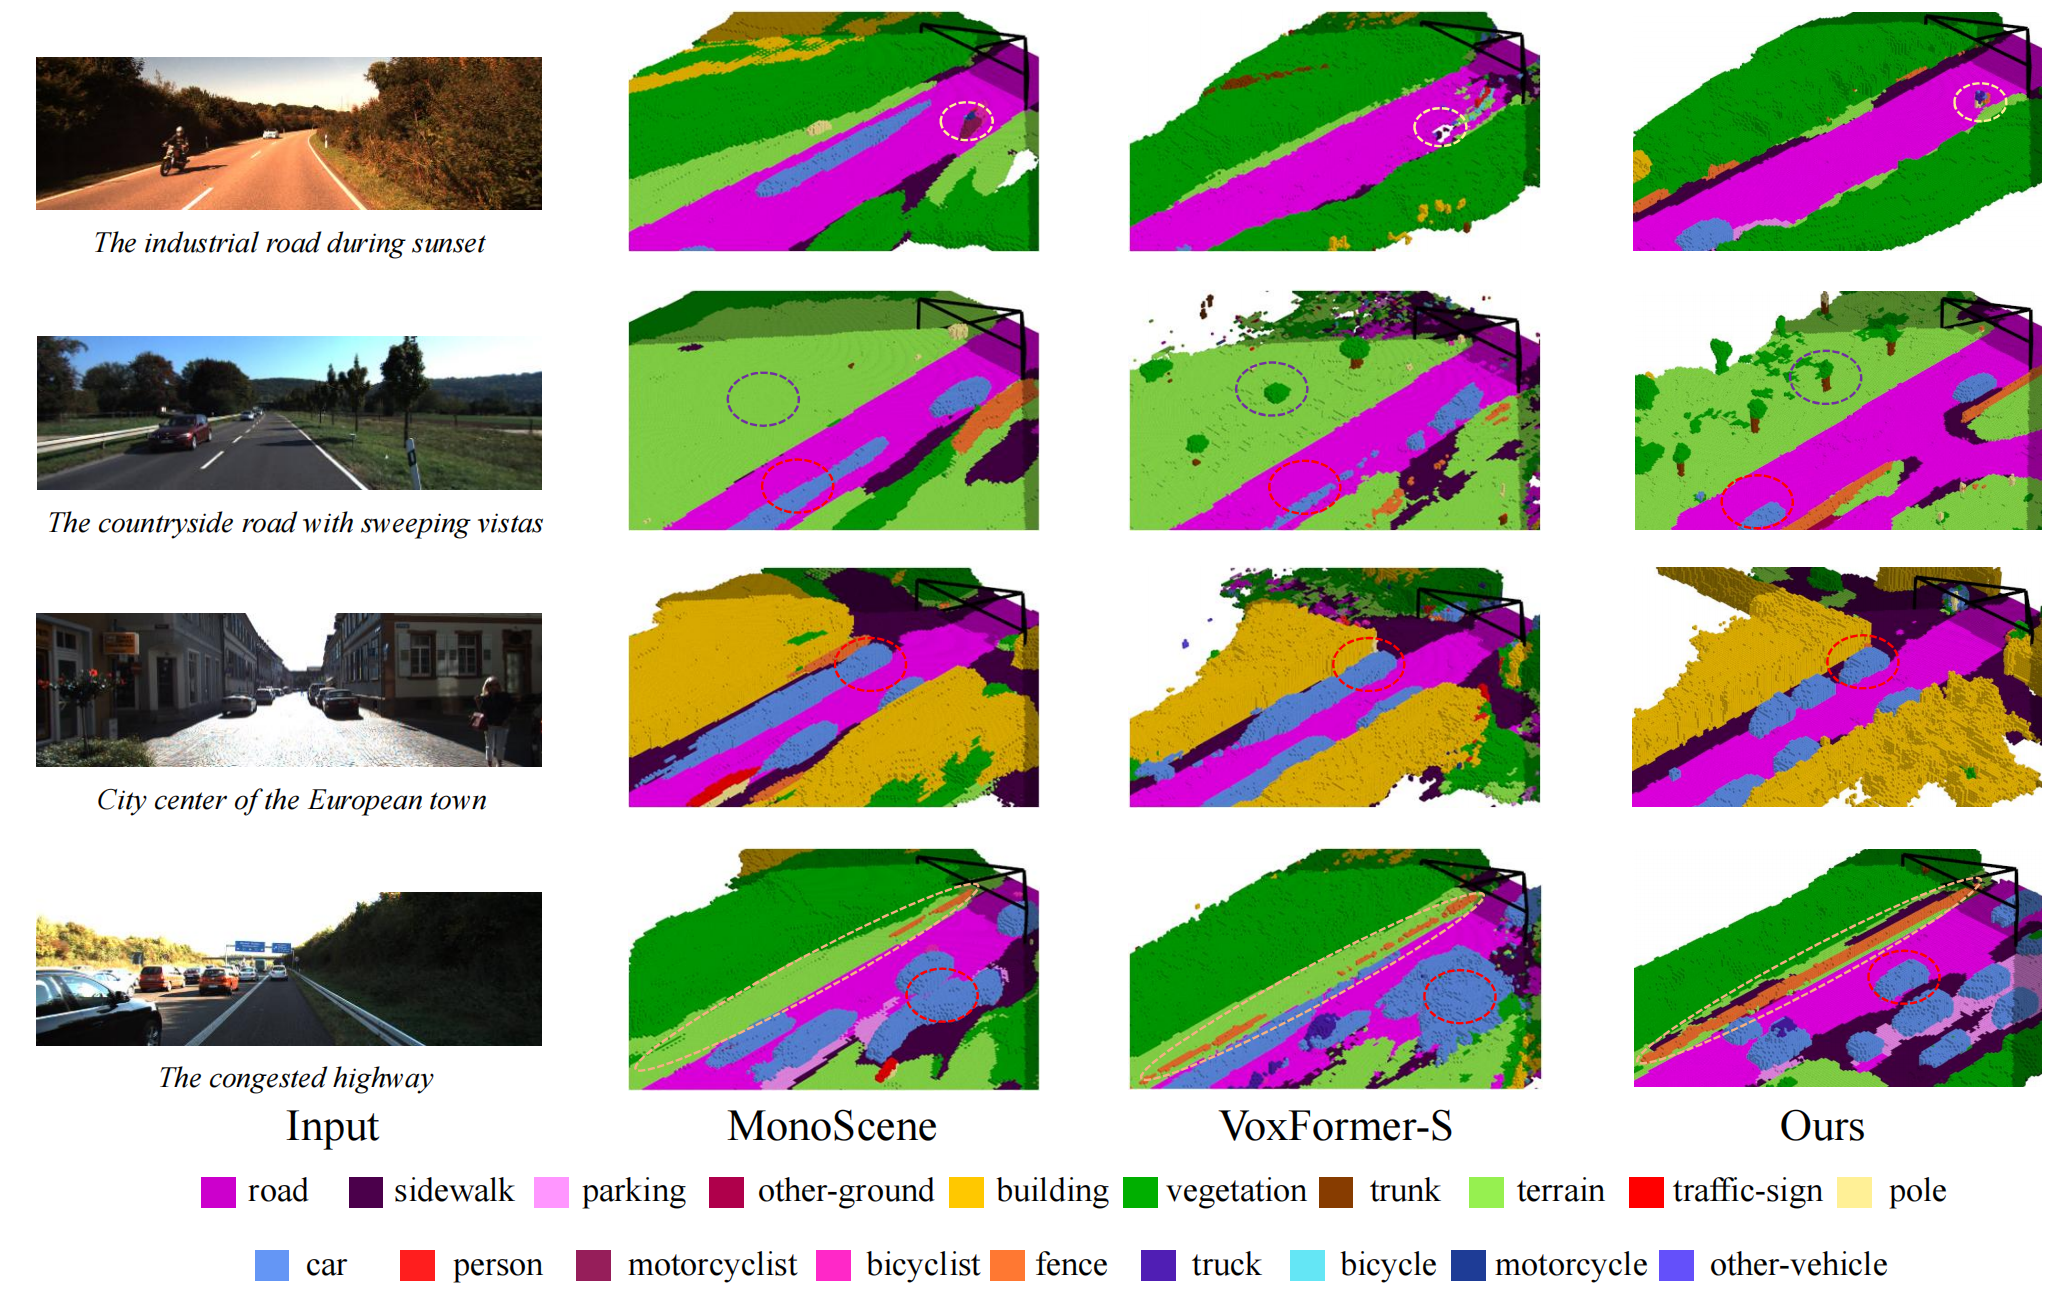 The industrial road during sunset
The countryside road with sweeping vistas
City center of the European town
The congested highway
Input MonoScene VoxFormer-S Ours
road sidewalk parking other-ground building vegetation trunk terrain traffic-sign pole
car person motorcyclist bicyclist fence truck bicycle motorcycle other-vehicle